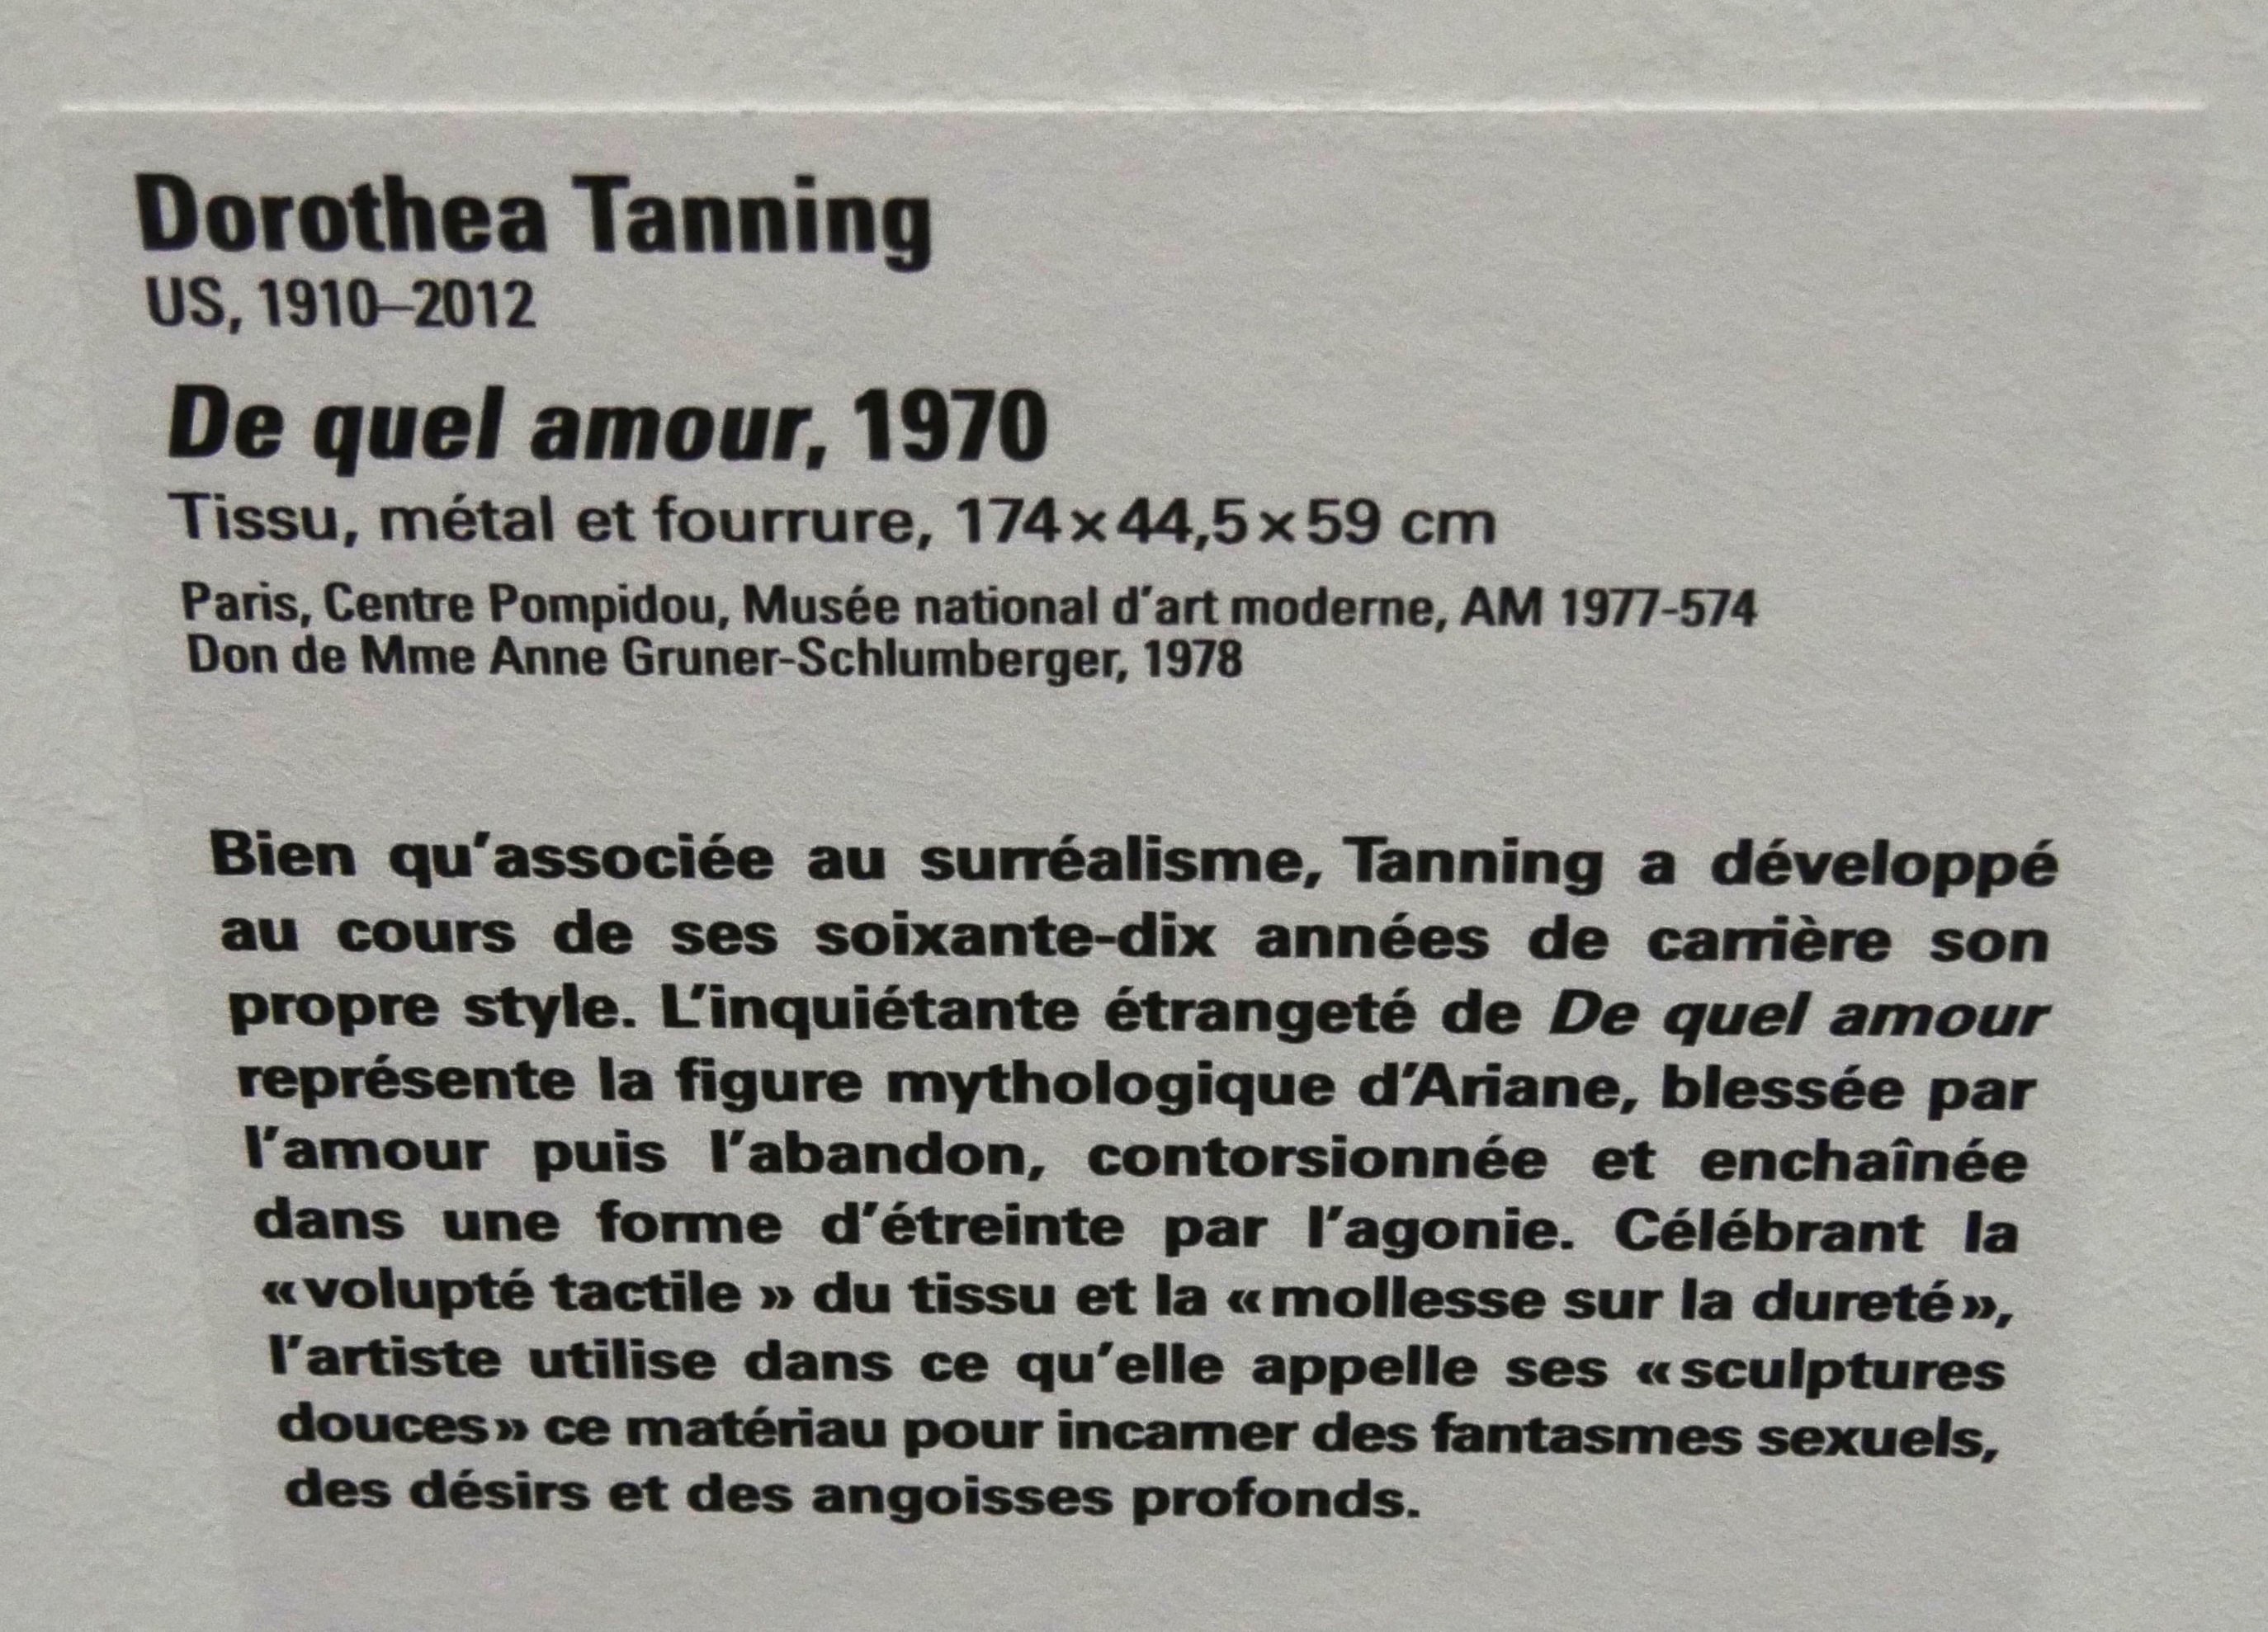 Dorothea Tanning
US, 1910–2012
De quel amour, 1970
Tissu, métal et fourrure, 174×44,5×59 cm
Paris, Centre Pompidou, Musée national d’art moderne, AM 1977-574
Don de Mme Anne Gruner-Schlumberger, 1978
Bien qu’associée au surréalisme, Tanning a développé
au cours de ses soixante-dix années de carrière son
propre style. L’inquiétante étrangeté de De quel amour
représente la figure mythologique d’Ariane, blessée par
l’amour puis l’abandon, contorsionnée et enchaînée
dans une forme d’étreinte par l’agonie. Célébrant la
«volupté tactile» du tissu et la «mollesse sur la dureté»,
l’artiste utilise dans ce qu’elle appelle ses «sculptures
douces» ce matériau pour incarner des fantasmes sexuels,
des désirs et des angoisses profonds.